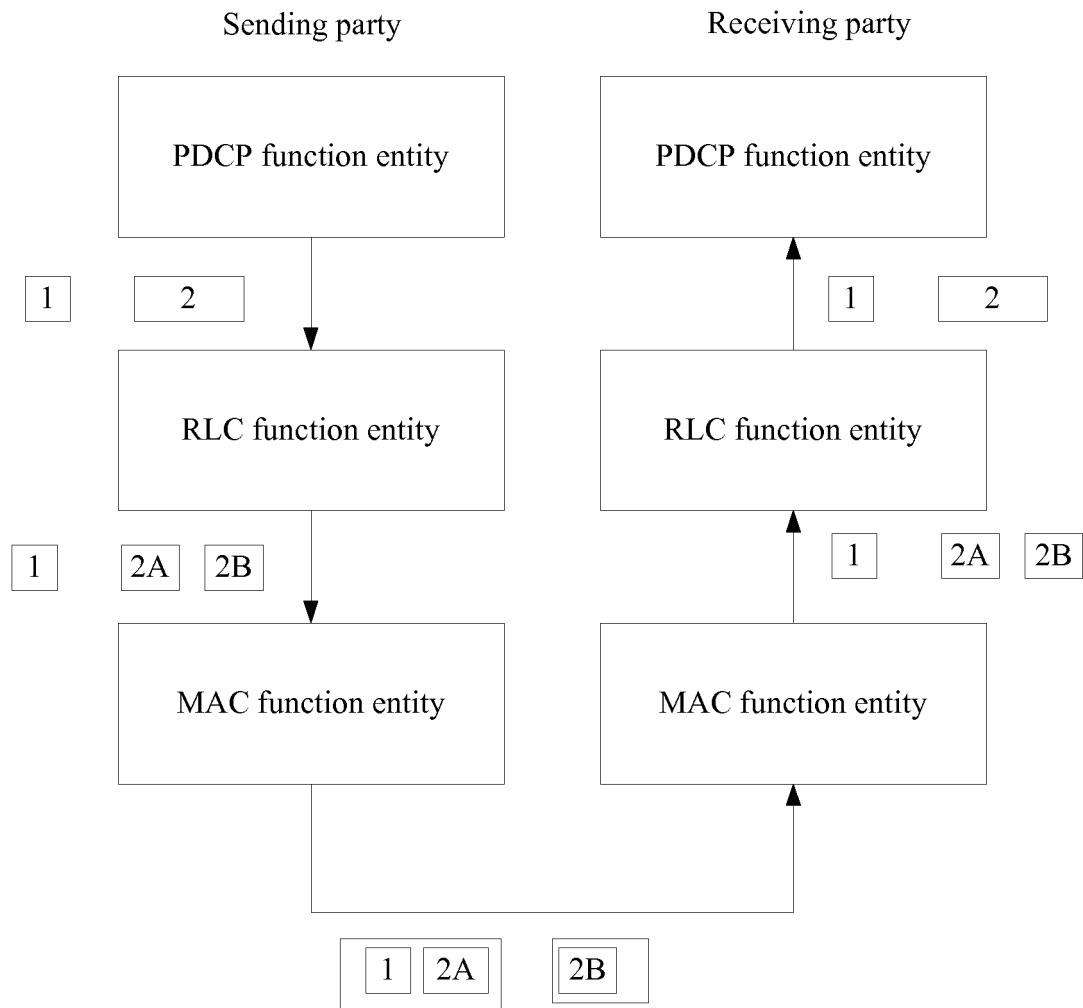 Sending party Receiving party
PDCP function entity PDCP function entity
1 2 1 2
RLC function entity RLC function entity
1 2A 2B 1 2A 2B
MAC function entity MAC function entity
1 2A 2B